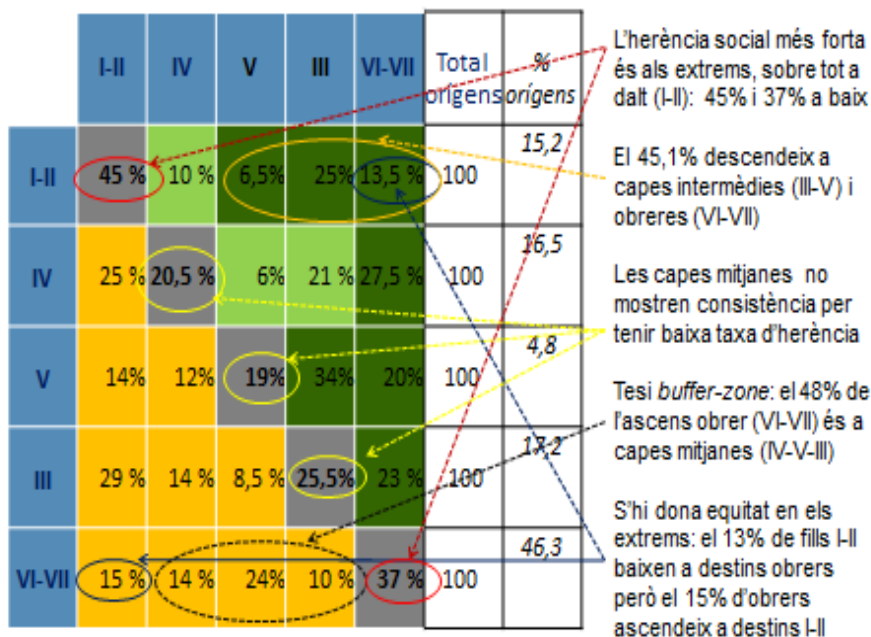 I-II IV V III VI-VII Total orígens % orígens
I-II 45 % 10 % 6,5% 25% 13,5 % 100 15,2
IV 25 % 20,5 % 6% 21 % 27,5 % 100 16,5
V 14% 12% 19% 34% 20% 100 4,8
III 29 % 14 % 8,5 % 25,5% 23 % 100 17,2
VI-VII 15 % 14 % 24% 10 % 37 % 100 46,3
L'herència social més forta
és als extrems, sobre tot a
dalt (I-II): 45% i 37% a baix
El 45,1% descendeix a
capes intermèdies (III-V) i
obreres (VI-VII)
Les capes mitjanes no
mostren consistència per
tenir baixa taxa d'herència
Tesi buffer-zone: el 48% de
l'ascens obrer (VI-VII) és a
capes mitjanes (IV-V-III)
S'hi dona equitat en els
extrems: el 13% de fills I-II
baixen a destins obrers
però el 15% d'obrers
ascendeix a destins I-II